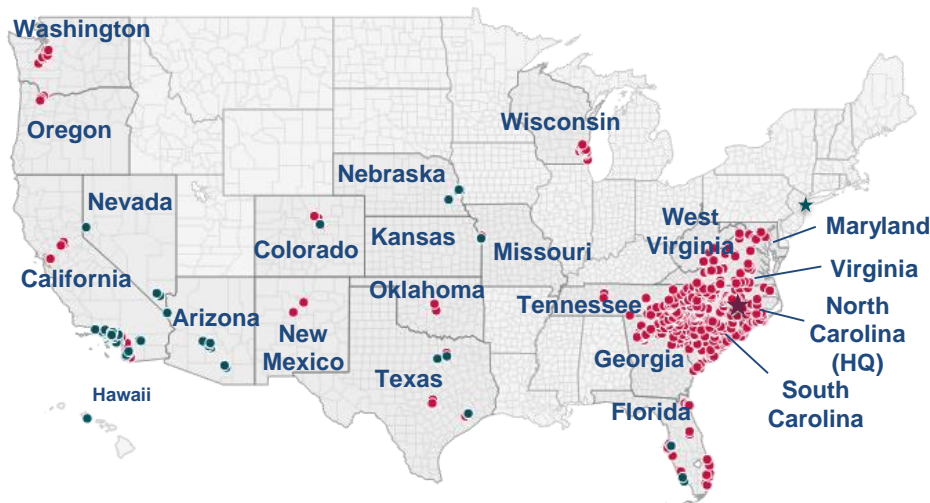 Washington
Oregon
Wisconsin
Nebraska
Nevada
West
Virginia
Maryland
Colorado
Kansas
Missouri
California
Virginia
Oklahoma
Tennessee
North
Carolina
(HQ)
Arizona
New
Mexico
Georgia
Texas
South
Carolina
Hawaii
Florida